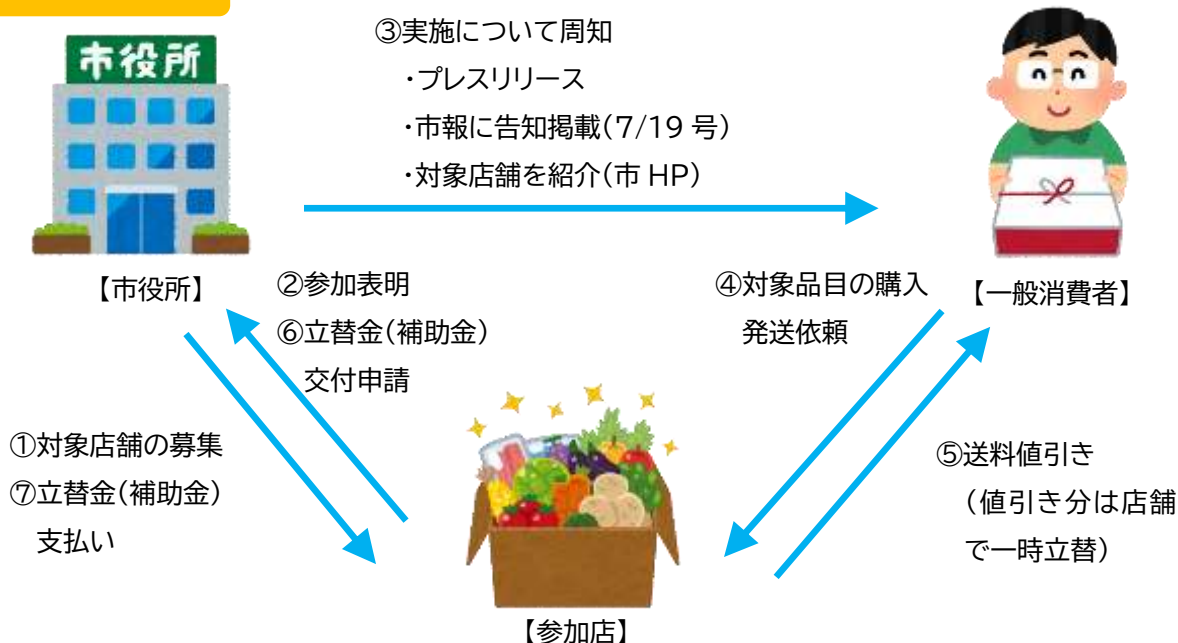 市役所
③実施について周知
・プレスリリース
・市報に告知掲載(7/19 号)
・対象店舗を紹介(市 HP)
【市役所】
②参加表明
⑥立替金(補助金)
交付申請
④対象品目の購入
発送依頼
【一般消費者】
①対象店舗の募集
⑦立替金(補助金)
支払い
⑤送料値引き
(値引き分は店舗
で一時立替)
【参加店】